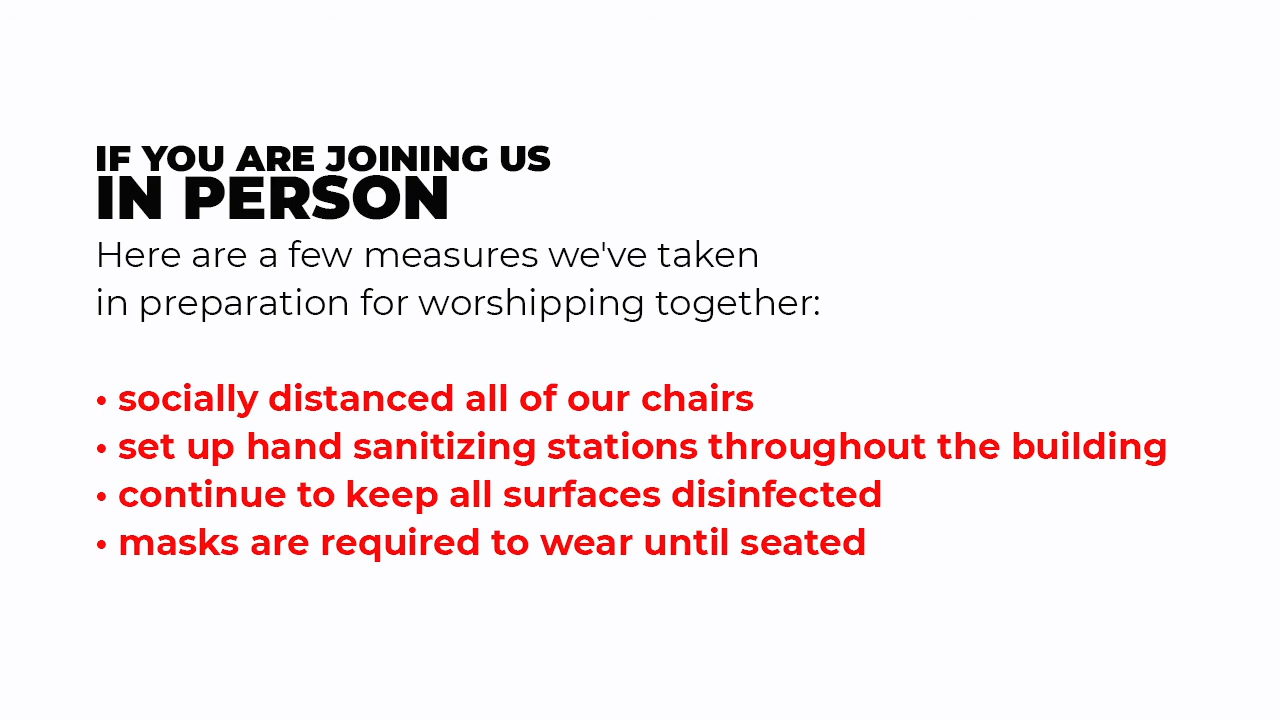 IF YOU ARE JOINING US
IN PERSON
Here are a few measures we've taken
in preparation for worshipping together:
• socially distanced all of our chairs
• set up hand sanitizing stations throughout the building
• continue to keep all surfaces disinfected
• masks are required to wear until seated